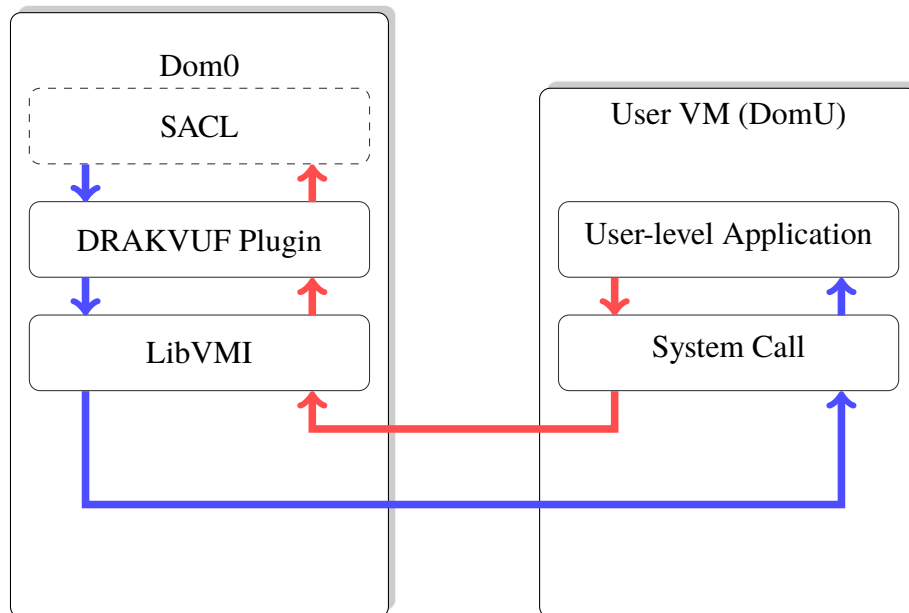 Dom0
SACL
DRAKVUF Plugin
LibVMI
User VM (DomU)
User-level Application
System Call